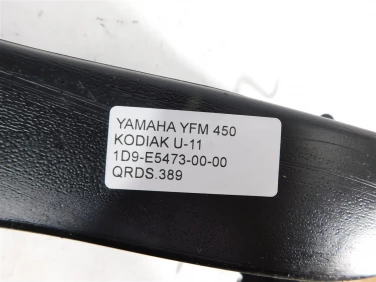 YAMAHA YFM 450
KODIAK U-11
1D9-E5473-00-00
QRDS.389